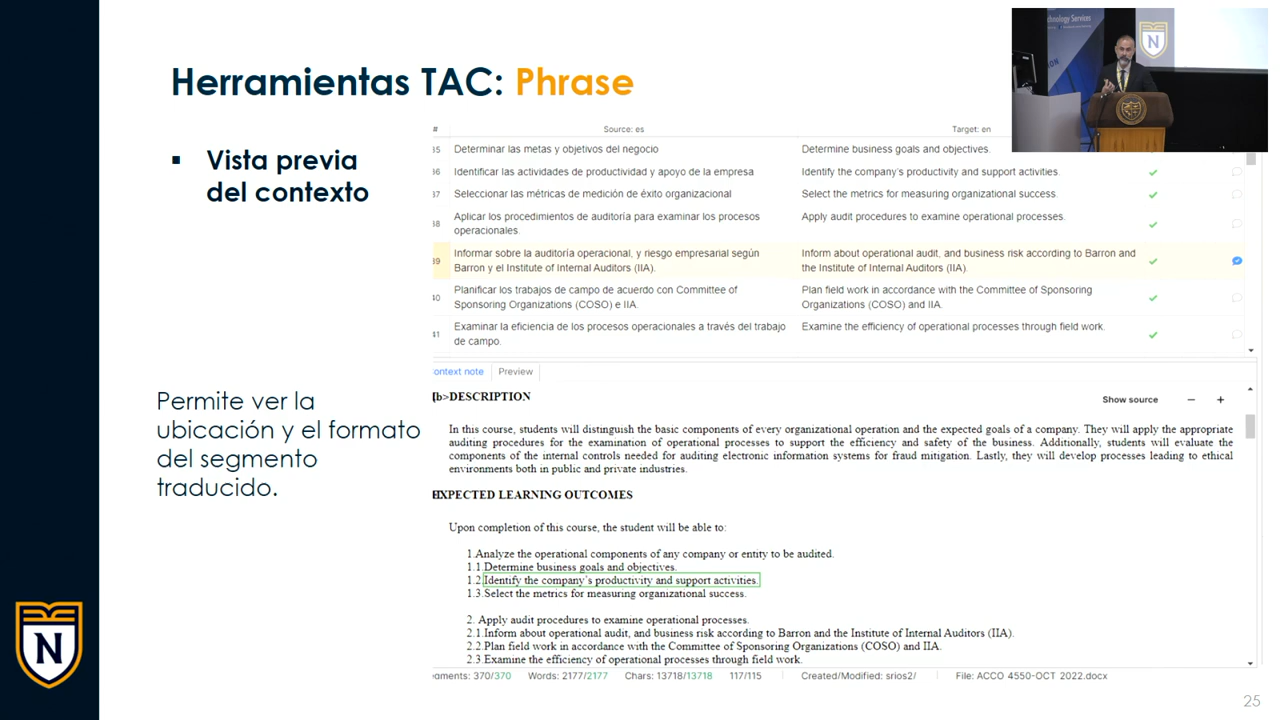 Herramientas TAC: Phrase
▪ Vista previa
del contexto
Permite ver la
ubicación y el formato
del segmento
traducido.
# Source: es Target: en
35 Determinar las metas y objetivos del negocio Determine business goals and objectives.
36 Identificar las actividades de productividad y apoyo de la empresa Identify the company's productivity and support activities.
37 Seleccionar las métricas de medición de éxito organizacional Select the metrics for measuring organizational success.
38 Aplicar los procedimientos de auditoría para examinar los procesos Apply audit procedures to examine operational processes.
operacionales.
39 Informar sobre la auditoría operacional, y riesgo empresarial según Inform about operational audit, and business risk according to Barron and
Barron y el Institute of Internal Auditors (IIA). the Institute of Internal Auditors (IIA).
40 Planificar los trabajos de campo de acuerdo con Committee of Plan field work in accordance with the Committee of Sponsoring
Sponsoring Organizations (COSO) e IIA. Organizations (COSO) and IIA.
41 Examinar la eficiencia de los procesos operacionales a través del trabajo Examine the efficiency of operational processes through field work.
de campo.
ontext note Preview
{b>DESCRIPTION
Show source − +
In this course, students will distinguish the basic components of every organizational operation and the expected goals of a company. They will apply the appropriate
auditing procedures for the examination of operational processes to support the efficiency and safety of the business. Additionally, students will evaluate the
components of the internal controls needed for auditing electronic information systems for fraud mitigation. Lastly, they will develop processes leading to ethical
environments both in public and private industries.
EXPECTED LEARNING OUTCOMES
Upon completion of this course, the student will be able to:
1.Analyze the operational components of any company or entity to be audited.
1.1.Determine business goals and objectives.
1.2.Identify the company's productivity and support activities.
1.3.Select the metrics for measuring organizational success.
2. Apply audit procedures to examine operational processes.
2.1.Inform about operational audit, and business risk according to Barron and the Institute of Internal Auditors (IIA).
2.2.Plan field work in accordance with the Committee of Sponsoring Organizations (COSO) and IIA.
2.3.Examine the efficiency of operational processes through field work.
egments: 370/370 Words: 2177/2177 Chars: 13718/13718 117/115 Created/Modified: srios2/ File: ACCO 4550-OCT 2022.docx
N
25
hnology Services
N